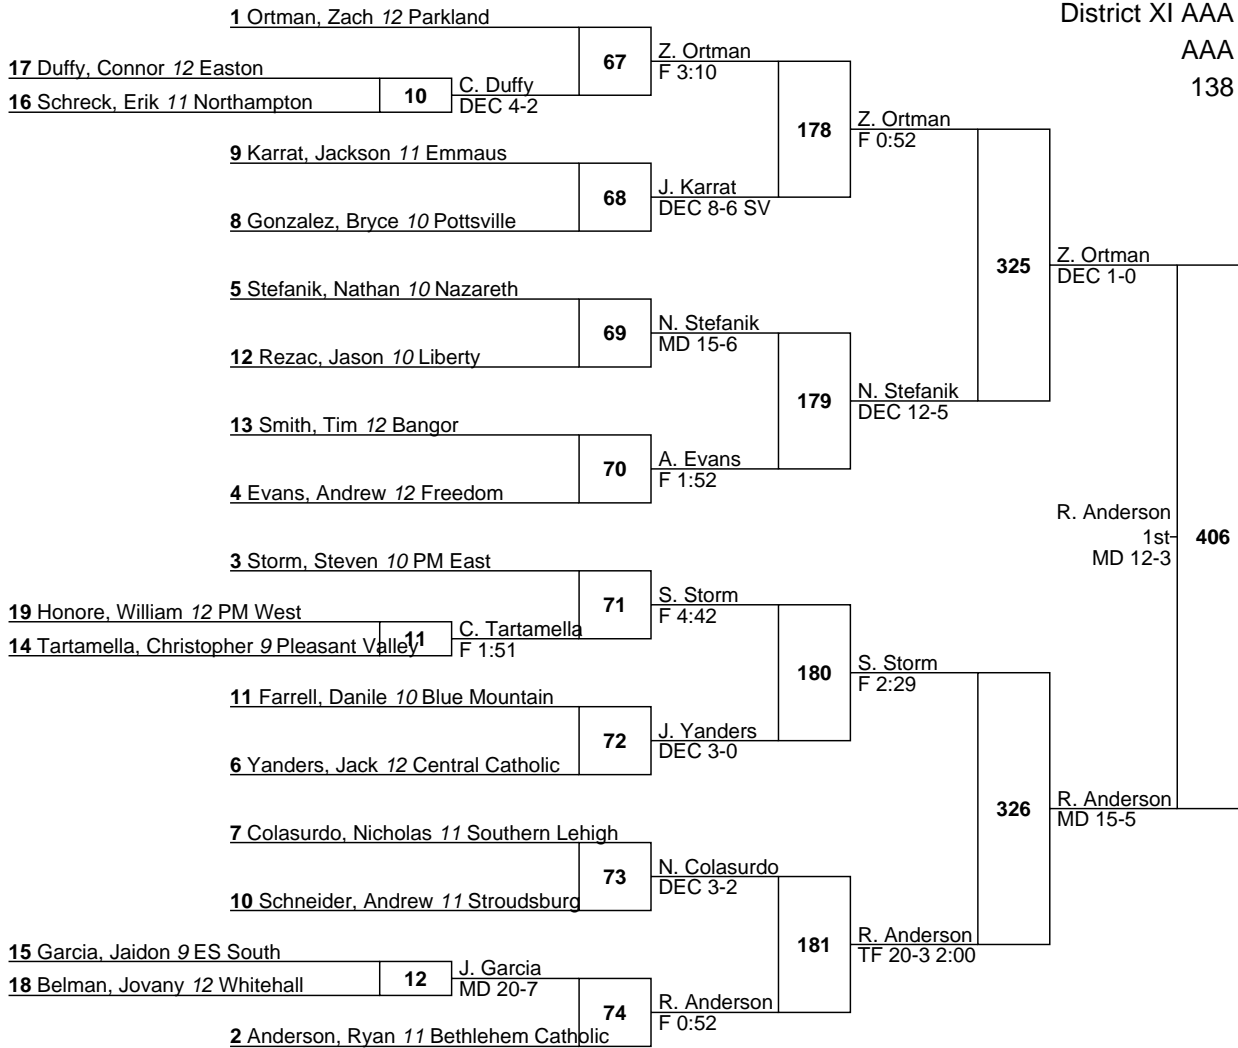 District XI AAA
AAA
138
1 Ortman, Zach 12 Parkland
67
Z. Ortman
F 3:10
17 Duffy, Connor 12 Easton
10
C. Duffy
DEC 4-2
16 Schreck, Erik 11 Northampton
178
Z. Ortman
F 0:52
9 Karrat, Jackson 11 Emmaus
68
J. Karrat
DEC 8-6 SV
8 Gonzalez, Bryce 10 Pottsville
325
Z. Ortman
DEC 1-0
5 Stefanik, Nathan 10 Nazareth
69
N. Stefanik
MD 15-6
12 Rezac, Jason 10 Liberty
179
N. Stefanik
DEC 12-5
13 Smith, Tim 12 Bangor
70
A. Evans
F 1:52
4 Evans, Andrew 12 Freedom
R. Anderson
1st
MD 12-3
406
3 Storm, Steven 10 PM East
71
S. Storm
F 4:42
19 Honore, William 12 PM West
11
C. Tartamella
F 1:51
14 Tartamella, Christopher 9 Pleasant Valley
180
S. Storm
F 2:29
11 Farrell, Danile 10 Blue Mountain
72
J. Yanders
DEC 3-0
6 Yanders, Jack 12 Central Catholic
326
R. Anderson
MD 15-5
7 Colasurdo, Nicholas 11 Southern Lehigh
73
N. Colasurdo
DEC 3-2
10 Schneider, Andrew 11 Stroudsburg
181
R. Anderson
TF 20-3 2:00
15 Garcia, Jaidon 9 ES South
12
J. Garcia
MD 20-7
18 Belman, Jovany 12 Whitehall
74
R. Anderson
F 0:52
2 Anderson, Ryan 11 Bethlehem Catholic